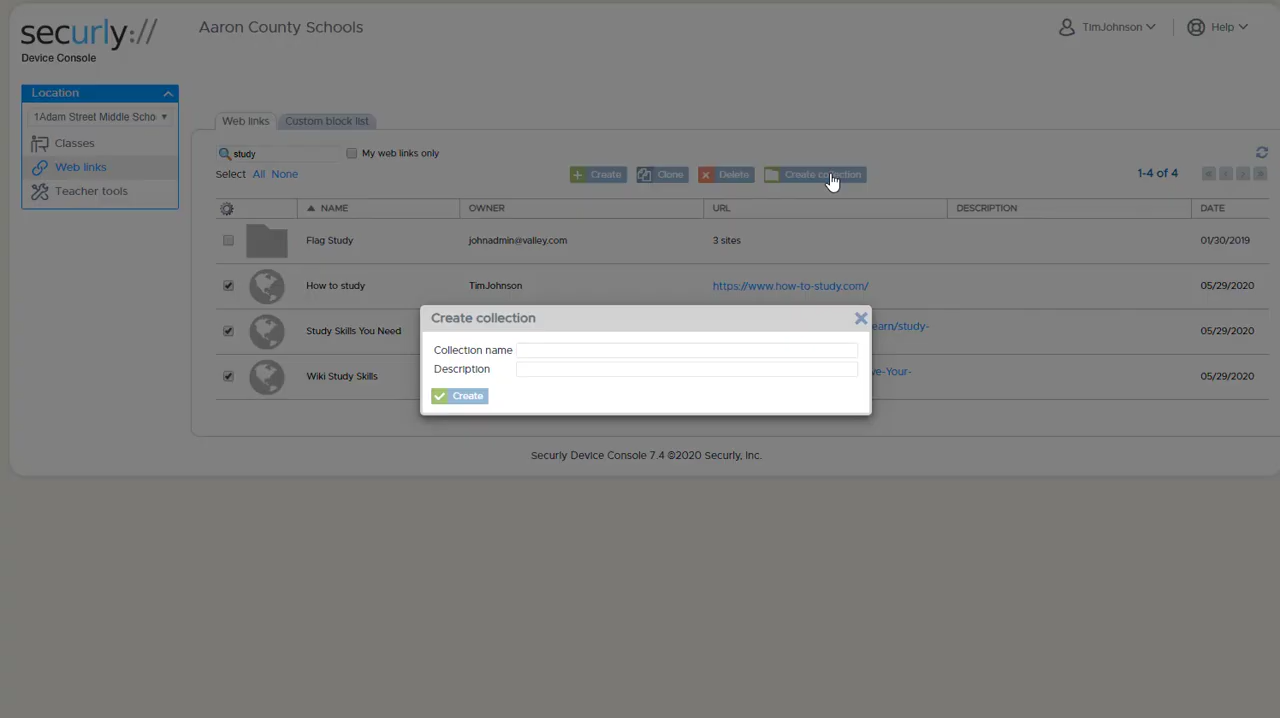 securly://
Device Console
Aaron County Schools
TimJohnson
Help
Location
1Adam Street Middle Scho
Classes
Web links
Teacher tools
Web links
Custom block list
study
My web links only
Select All None
Create
Clone
Delete
Create collection
1-4 of 4
NAME
OWNER
URL
DESCRIPTION
DATE
Flag Study
johnadmin@valley.com
3 sites
01/30/2019
How to study
TimJohnson
https://www.how-to-study.com/
05/29/2020
Study Skills You Need
earn/study-
05/29/2020
Wiki Study Skills
ve-Your-
05/29/2020
Create collection
Collection name
Description
Create
Securly Device Console 7.4 ©2020 Securly, Inc.